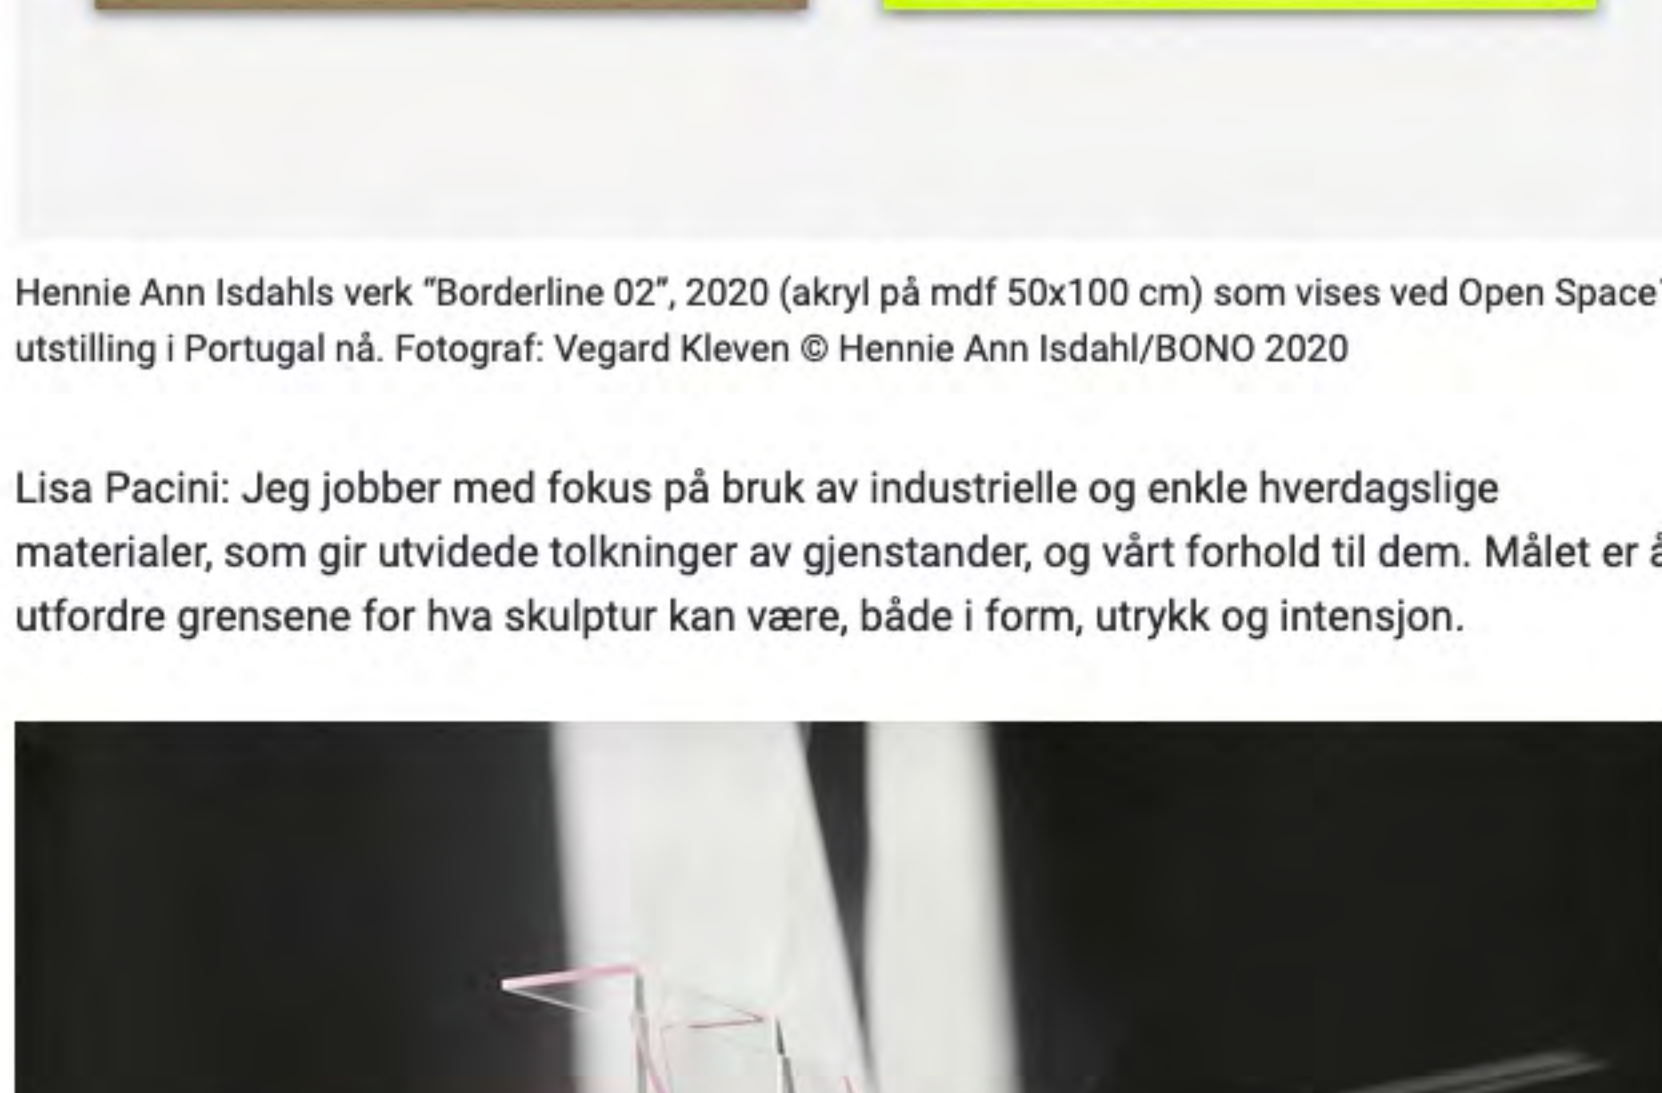 Hennie Ann Isdahls verk “Borderline 02”, 2020 (akryl på mdf 50x100 cm) som vises ved Open Space’
utstilling i Portugal nå. Fotograf: Vegard Kleven © Hennie Ann Isdahl/BONO 2020
Lisa Pacini: Jeg jobber med fokus på bruk av industrielle og enkle hverdagslige
materialer, som gir utvidede tolkninger av gjenstander, og vårt forhold til dem. Målet er å
utfordre grensene for hva skulptur kan være, både i form, utrykk og intensjon.